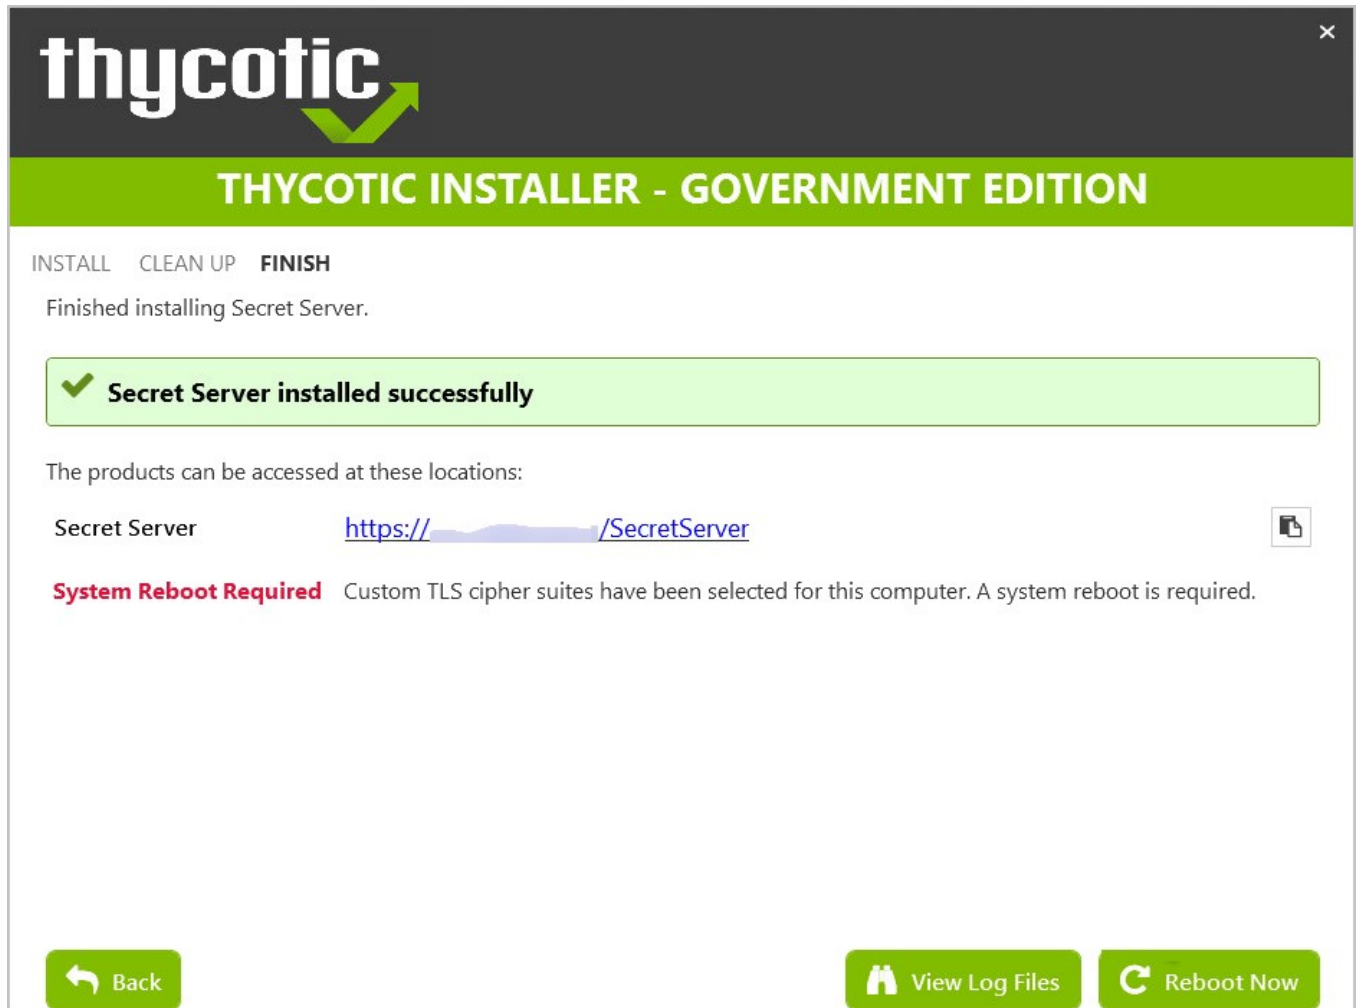 thycotic
THYCOTIC INSTALLER - GOVERNMENT EDITION
INSTALL CLEAN UP FINISH
Finished installing Secret Server.
Secret Server installed successfully
The products can be accessed at these locations:
Secret Server https:// /SecretServer
System Reboot Required Custom TLS cipher suites have been selected for this computer. A system reboot is required.
Back View Log Files Reboot Now